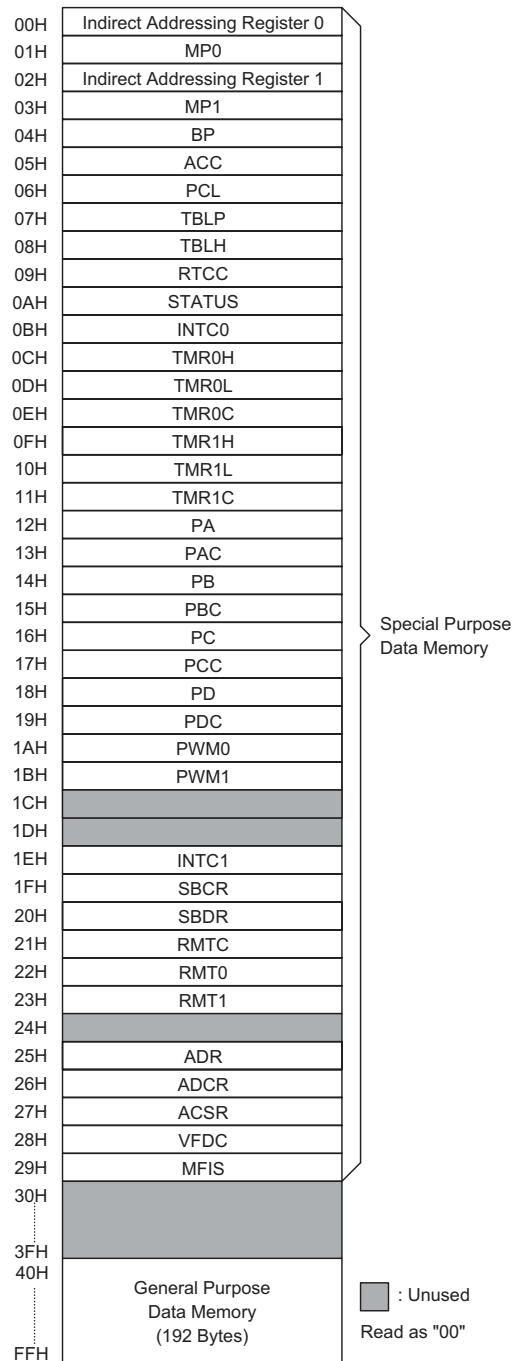 00H Indirect Addressing Register 0
01H MP0
02H Indirect Addressing Register 1
03H MP1
04H BP
05H ACC
06H PCL
07H TBLP
08H TBLH
09H RTCC
0AH STATUS
0BH INTC0
0CH TMR0H
0DH TMR0L
0EH TMR0C
0FH TMR1H
10H TMR1L
11H TMR1C
12H PA
13H PAC
14H PB
15H PBC
16H PC
17H PCC
18H PD
19H PDC
1AH PWM0
1BH PWM1
1CH
1DH
1EH INTC1
1FH SBCR
20H SBDR
21H RMTC
22H RMT0
23H RMT1
24H
25H ADR
26H ADCR
27H ACSR
28H VFDC
29H MFIS
30H
3FH
40H
FFH
General Purpose
Data Memory
(192 Bytes)
Special Purpose
Data Memory
: Unused
Read as "00"